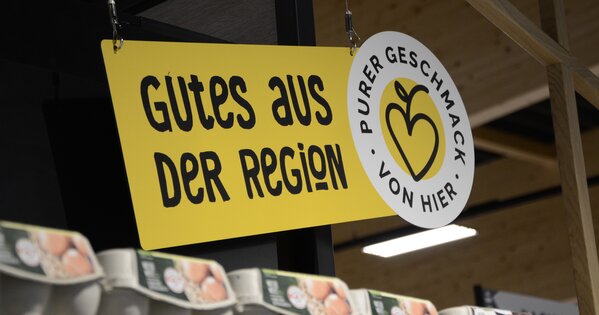 GUTES AUS
DER REGION
PURER GESCHMACK
· VON HIER ·